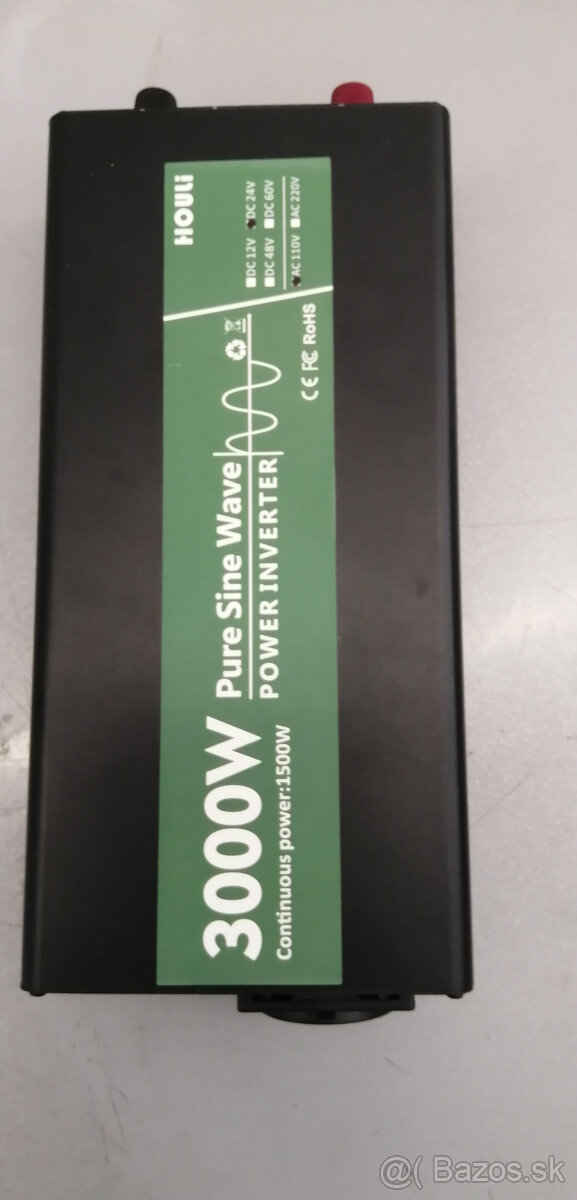 3000W
Pure Sine Wave
POWER INVERTER
Continuous power:1500W
CE FC RoHS
HOULI
DC 12V DC 24V
DC 48V DC 60V
AC 110V AC 220V
@( Bazos.sk